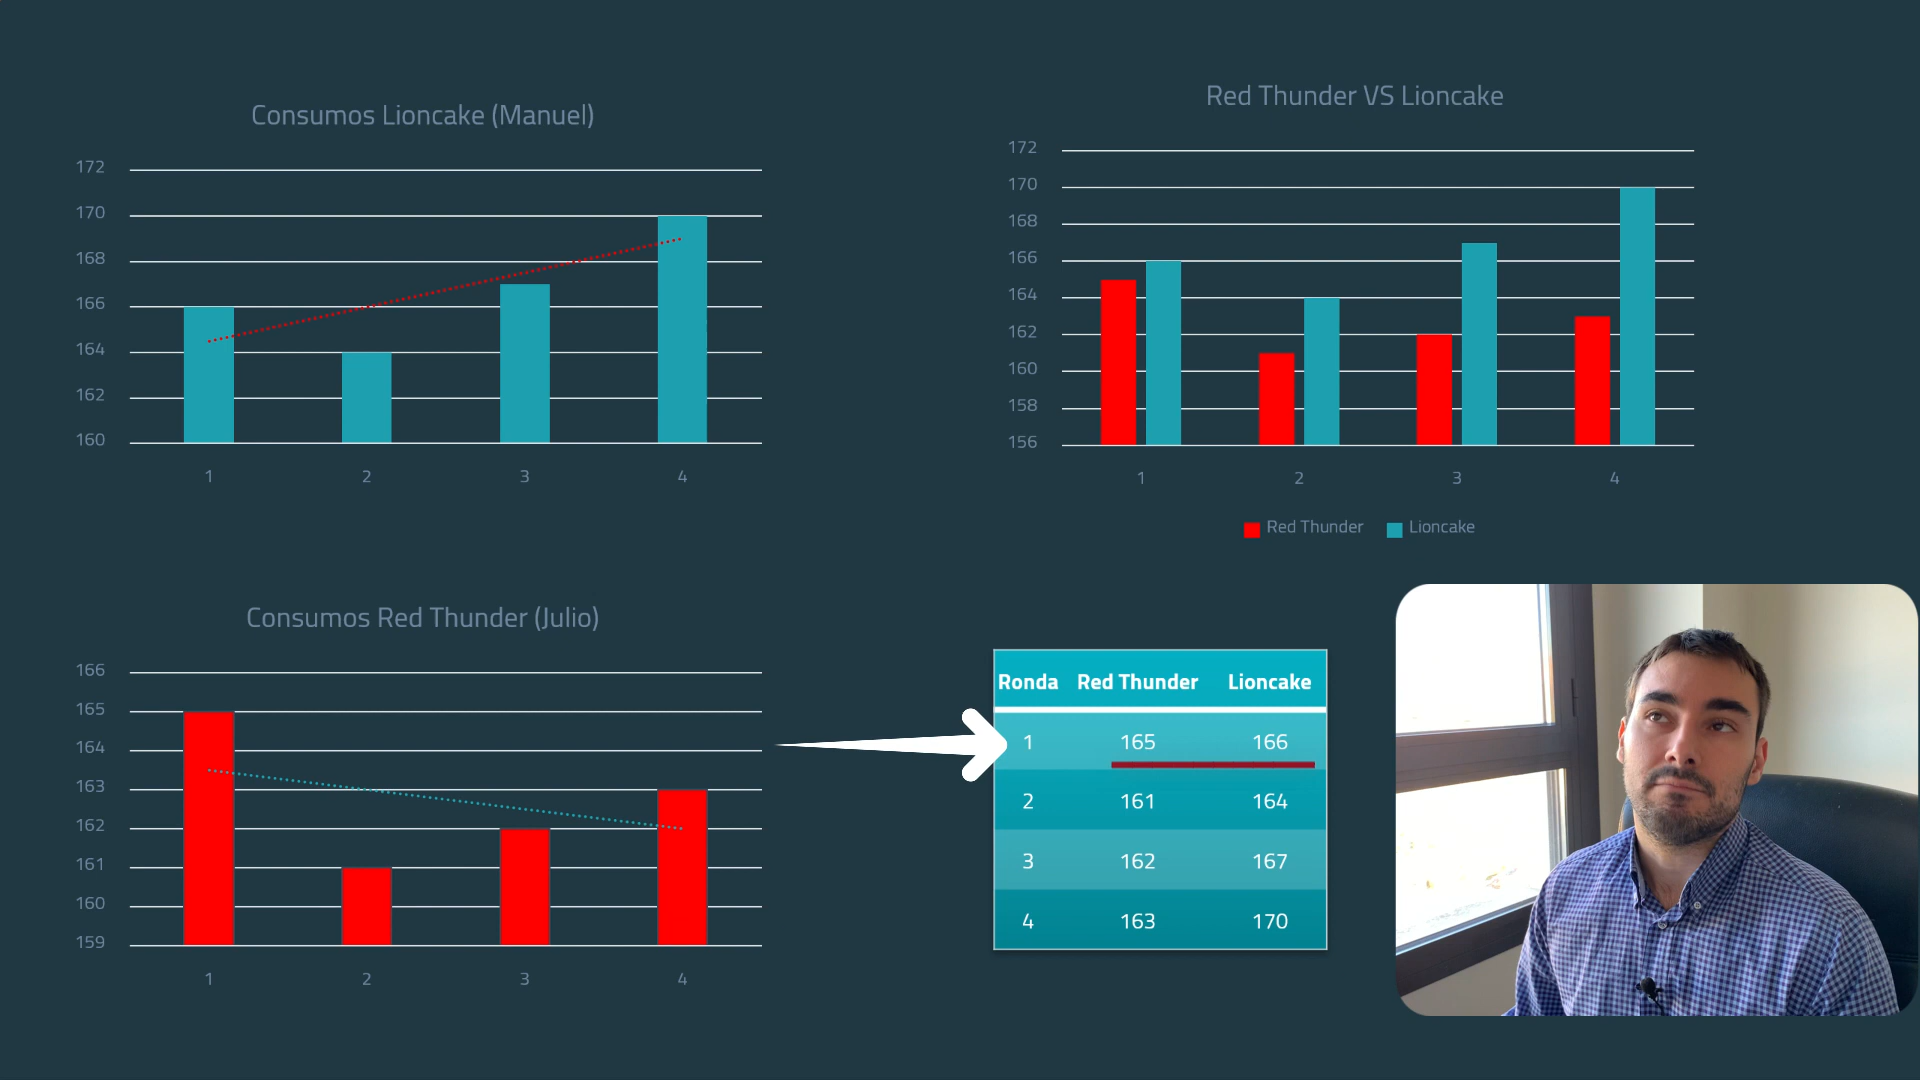 Consumos Lioncake (Manuel)
172
170
168
166
164
162
160
1 2 3 4
Red Thunder VS Lioncake
172
170
168
166
164
162
160
158
156
1 2 3 4
Red Thunder Lioncake
Consumos Red Thunder (Julio)
166
165
164
163
162
161
160
159
1 2 3 4
Ronda Red Thunder Lioncake
1 165 166
2 161 164
3 162 167
4 163 170